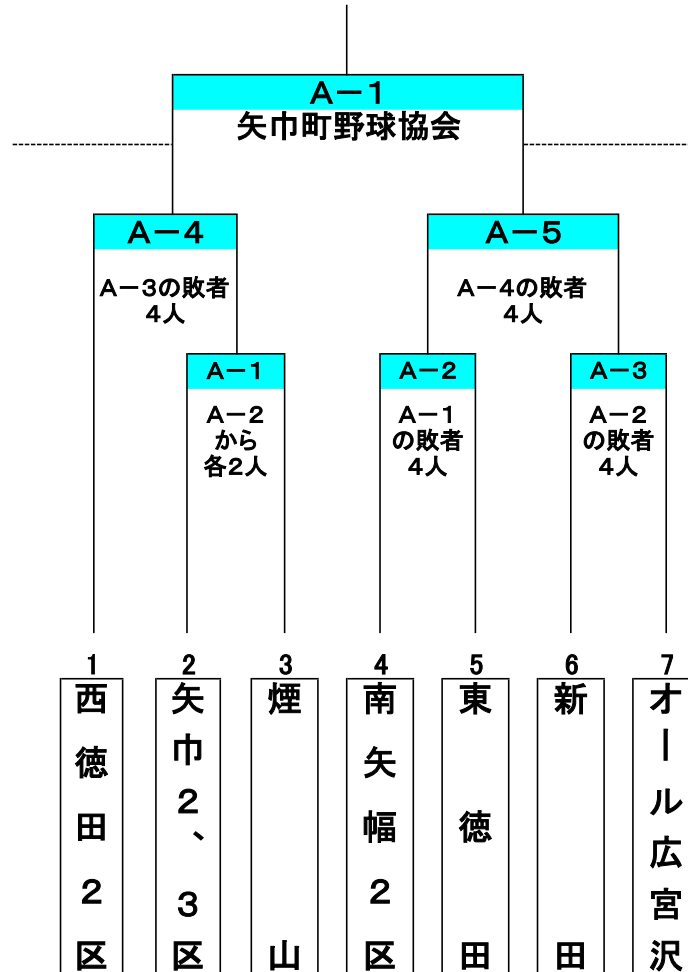 A－1
矢巾町野球協会
A－4
A－5
A－3の敗者
4人
A－4の敗者
4人
A－1
A－2
A－3
A－2
から
各2人
A－1
の敗者
4人
A－2
の敗者
4人
1
2
3
4
5
6
7
西徳田2区
矢巾2、3区
煙山
南矢幅2区
東徳田
新田
オール広宮沢